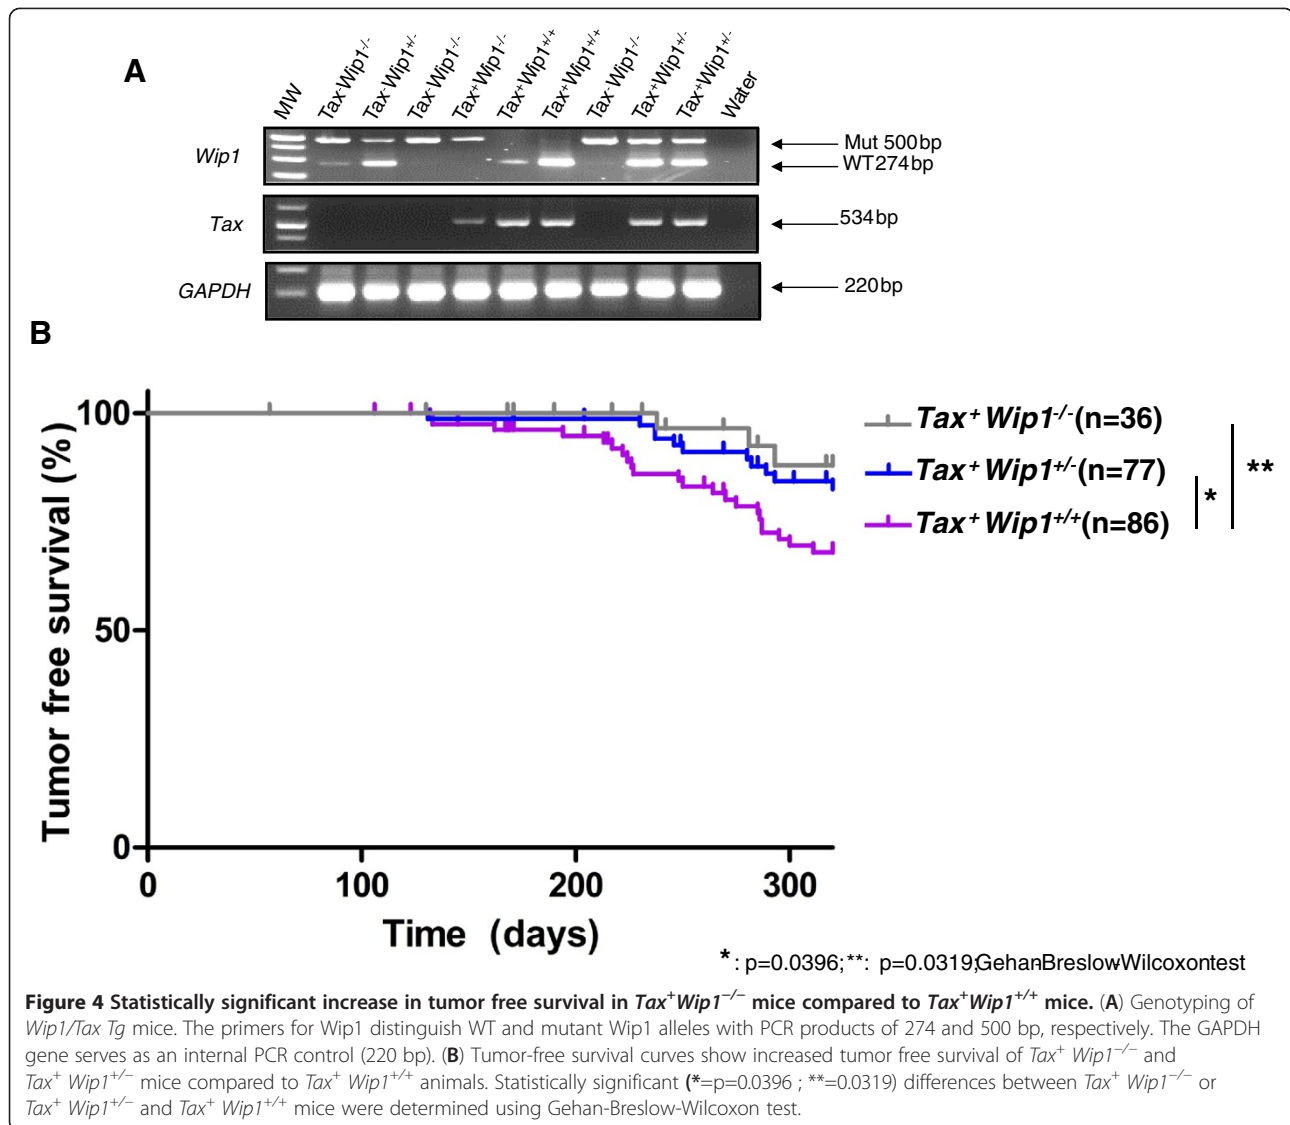 A
MW Tax⁻Wip1⁻/⁻ Tax⁻Wip1⁺/⁻ Tax⁻Wip1⁻/⁻ Tax⁺Wip1⁻/⁻ Tax⁺Wip1⁺/⁺ Tax⁺Wip1⁺/⁺ Tax⁻Wip1⁻/⁻ Tax⁺Wip1⁺/⁻ Tax⁺Wip1⁺/⁻ Water
Wip1
Mut 500bp
WT274bp
Tax
534bp
GAPDH
220bp
B
Tumor free survival (%)
100
50
0
0 100 200 300
Time (days)
Tax⁺Wip1⁻/⁻(n=36)
Tax⁺Wip1⁺/⁻(n=77)
Tax⁺Wip1⁺/⁺(n=86)
*
**
*: p=0.0396; **: p=0.0319;Gehan-Breslow-Wilcoxon test
Figure 4 Statistically significant increase in tumor free survival in Tax⁺Wip1⁻/⁻ mice compared to Tax⁺Wip1⁺/⁺ mice. (A) Genotyping of
Wip1/Tax Tg mice. The primers for Wip1 distinguish WT and mutant Wip1 alleles with PCR products of 274 and 500 bp, respectively. The GAPDH
gene serves as an internal PCR control (220 bp). (B) Tumor-free survival curves show increased tumor free survival of Tax⁺ Wip1⁻/⁻ and
Tax⁺ Wip1⁺/⁻ mice compared to Tax⁺ Wip1⁺/⁺ animals. Statistically significant (*=p=0.0396 ; **=0.0319) differences between Tax⁺ Wip1⁻/⁻ or
Tax⁺ Wip1⁺/⁻ and Tax⁺ Wip1⁺/⁺ mice were determined using Gehan-Breslow-Wilcoxon test.